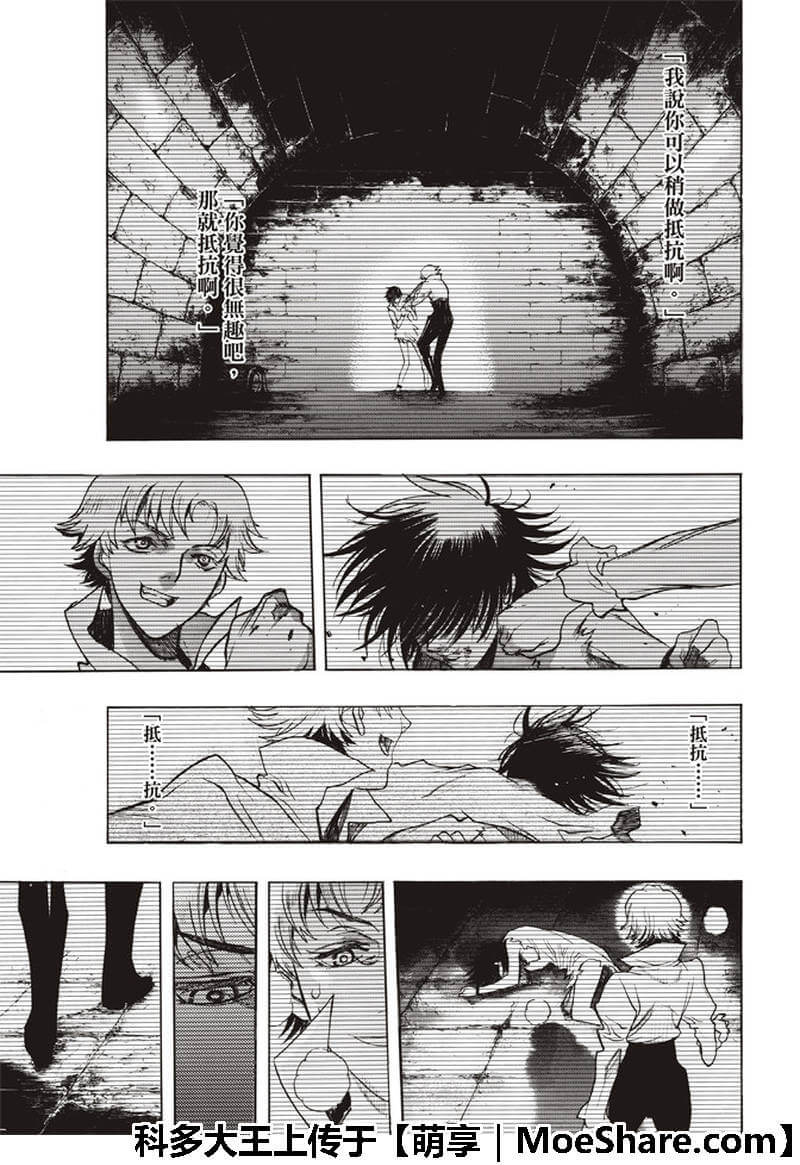 「我說你可以稍做抵抗啊。」
「你覺得很無趣吧，
那就抵抗啊。」
「抵抗……」
「抵……抗。」
科多大王上传于【萌享 | MoeShare.com】